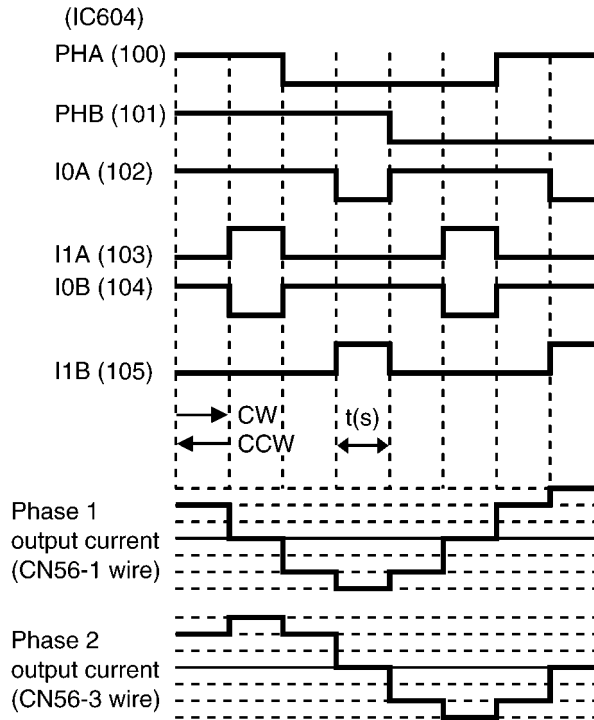 (IC604)
PHA (100)
PHB (101)
I0A (102)
I1A (103)
I0B (104)
I1B (105)
CW
CCW
t(s)
Phase 1
output current
(CN56-1 wire)
Phase 2
output current
(CN56-3 wire)